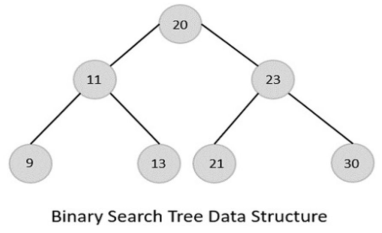 20
11 23
9 13 21 30
Binary Search Tree Data Structure